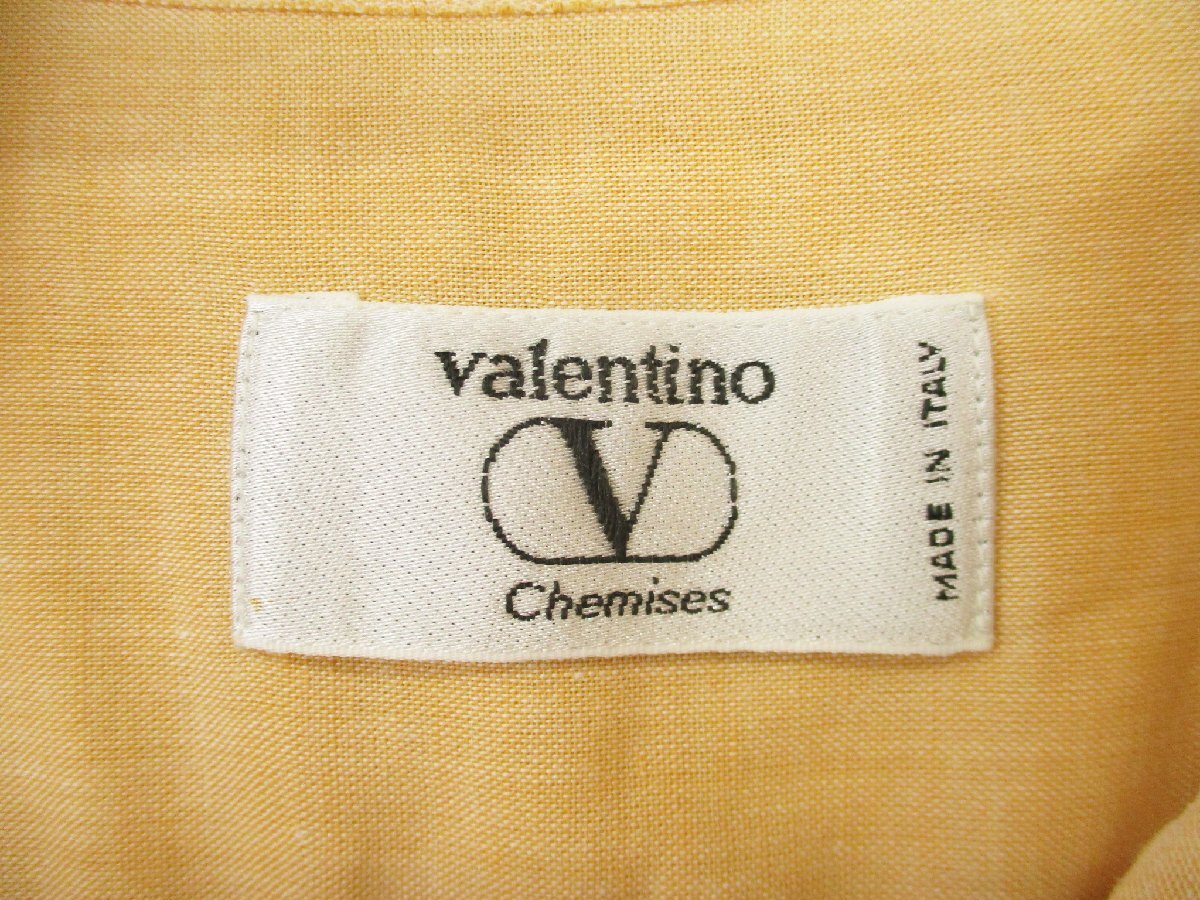 valentino
V
Chemises
MADE IN ITALY